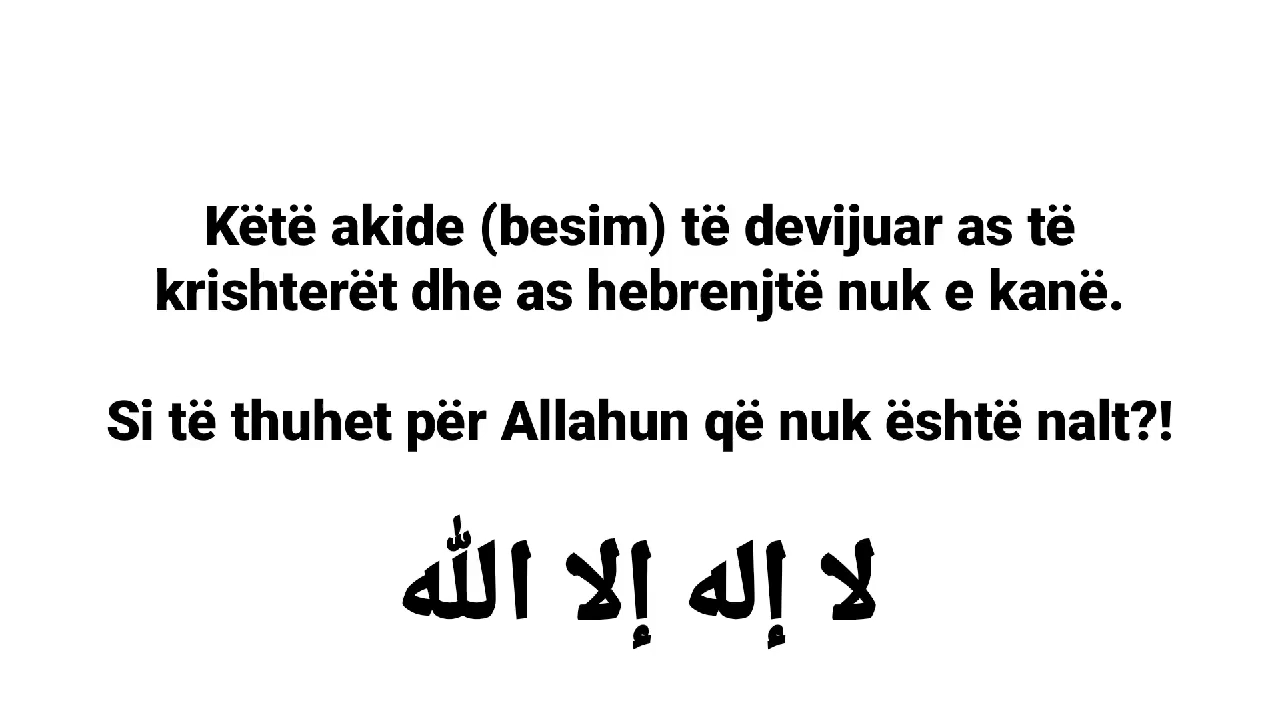 Këtë akide (besim) të devijuar as të
krishterët dhe as hebrenjtë nuk e kanë.
Si të thuhet për Allahun që nuk është nalt?!
لا إله إلا الله